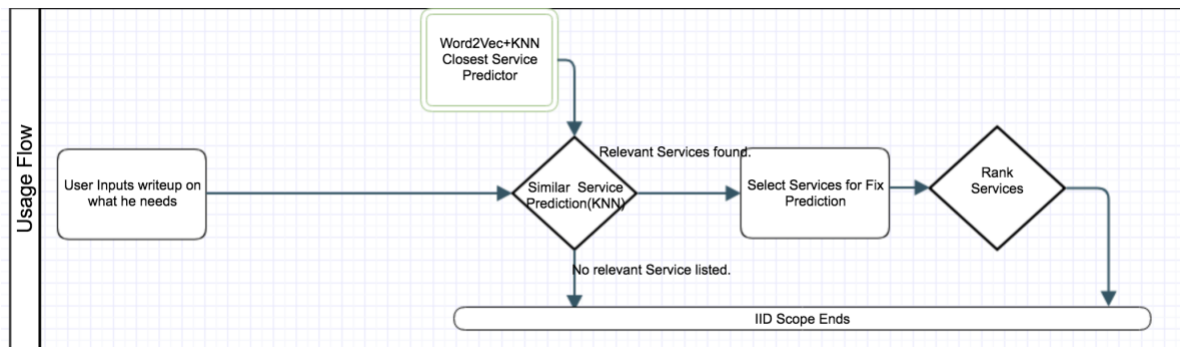 Usage Flow
Word2Vec+KNN
Closest Service
Predictor
User Inputs writeup on
what he needs
Similar Service
Prediction(KNN)
Relevant Services found.
Select Services for Fix
Prediction
Rank
Services
No relevant Service listed.
IID Scope Ends